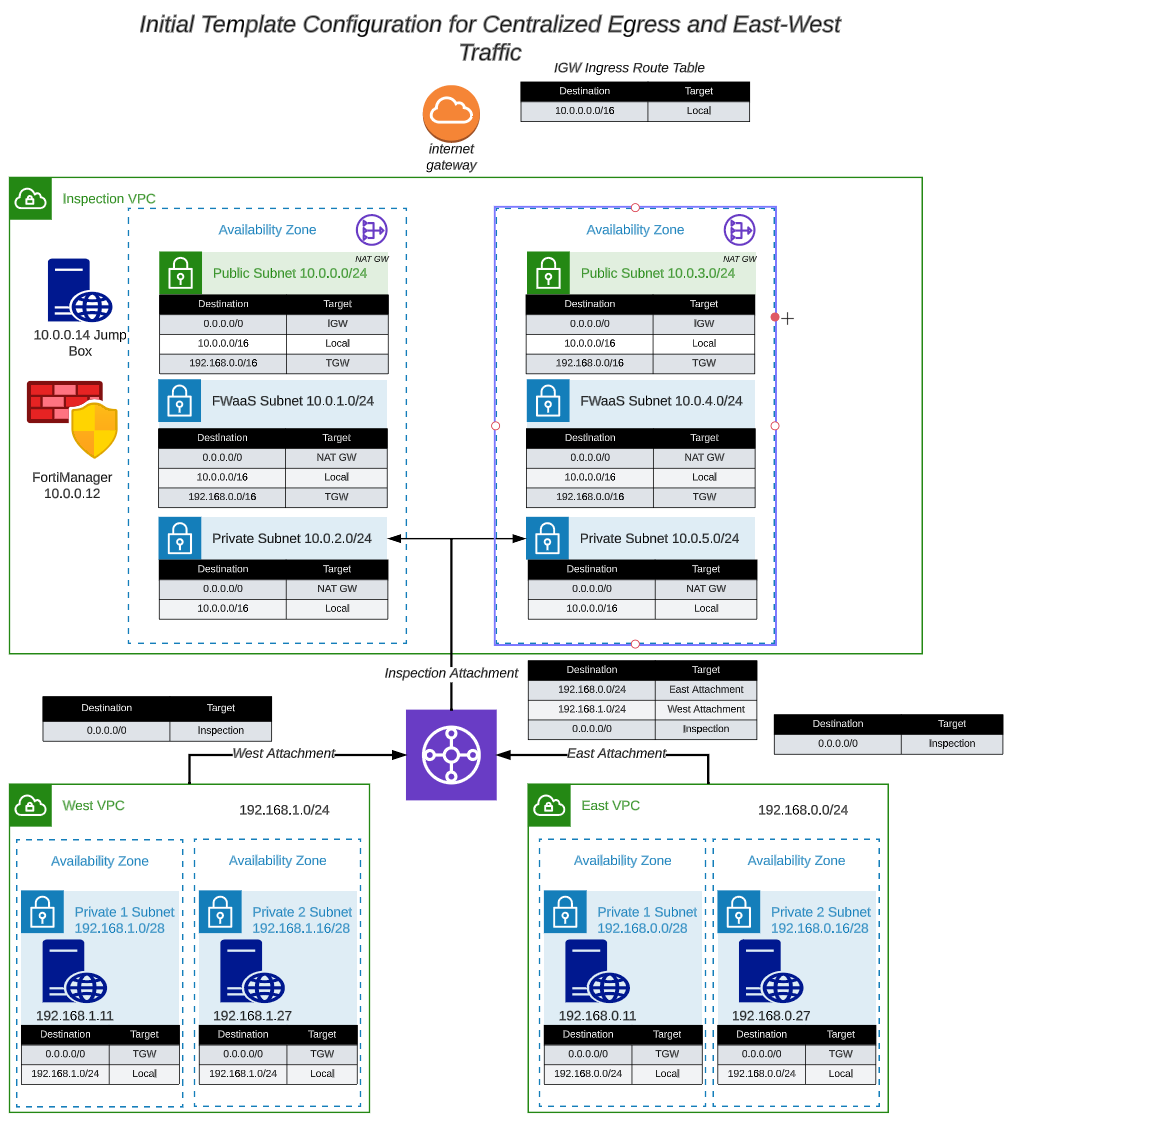 Initial Template Configuration for Centralized Egress and East-West
Traffic
IGW Ingress Route Table
Destination Target
10.0.0.0.0/16 Local
internet
gateway
Inspection VPC
Availability Zone
NAT GW
Public Subnet 10.0.0.0/24
Destination Target
0.0.0.0/0 IGW
10.0.0.0/16 Local
192.168.0.0/16 TGW
FWaaS Subnet 10.0.1.0/24
Destination Target
0.0.0.0/0 NAT GW
10.0.0.0/16 Local
192.168.0.0/16 TGW
Private Subnet 10.0.2.0/24
Destination Target
0.0.0.0/0 NAT GW
10.0.0.0/16 Local
Availability Zone
NAT GW
Public Subnet 10.0.3.0/24
Destination Target
0.0.0.0/0 IGW
10.0.0.0/16 Local
192.168.0.0/16 TGW
FWaaS Subnet 10.0.4.0/24
Destination Target
0.0.0.0/0 NAT GW
10.0.0.0/16 Local
192.168.0.0/16 TGW
Private Subnet 10.0.5.0/24
Destination Target
0.0.0.0/0 NAT GW
10.0.0.0/16 Local
10.0.0.14 Jump
Box
FortiManager
10.0.0.12
Inspection Attachment
Destination Target
192.168.0.0/24 East Attachment
192.168.1.0/24 West Attachment
0.0.0.0/0 Inspection
Destination Target
0.0.0.0/0 Inspection
Destination Target
0.0.0.0/0 Inspection
West Attachment
East Attachment
West VPC
192.168.1.0/24
Availability Zone
Private 1 Subnet
192.168.1.0/28
192.168.1.11
Destination Target
0.0.0.0/0 TGW
192.168.1.0/24 Local
Availability Zone
Private 2 Subnet
192.168.1.16/28
192.168.1.27
Destination Target
0.0.0.0/0 TGW
192.168.1.0/24 Local
East VPC
192.168.0.0/24
Availability Zone
Private 1 Subnet
192.168.0.0/28
192.168.0.11
Destination Target
0.0.0.0/0 TGW
192.168.0.0/24 Local
Availability Zone
Private 2 Subnet
192.168.0.16/28
192.168.0.27
Destination Target
0.0.0.0/0 TGW
192.168.0.0/24 Local